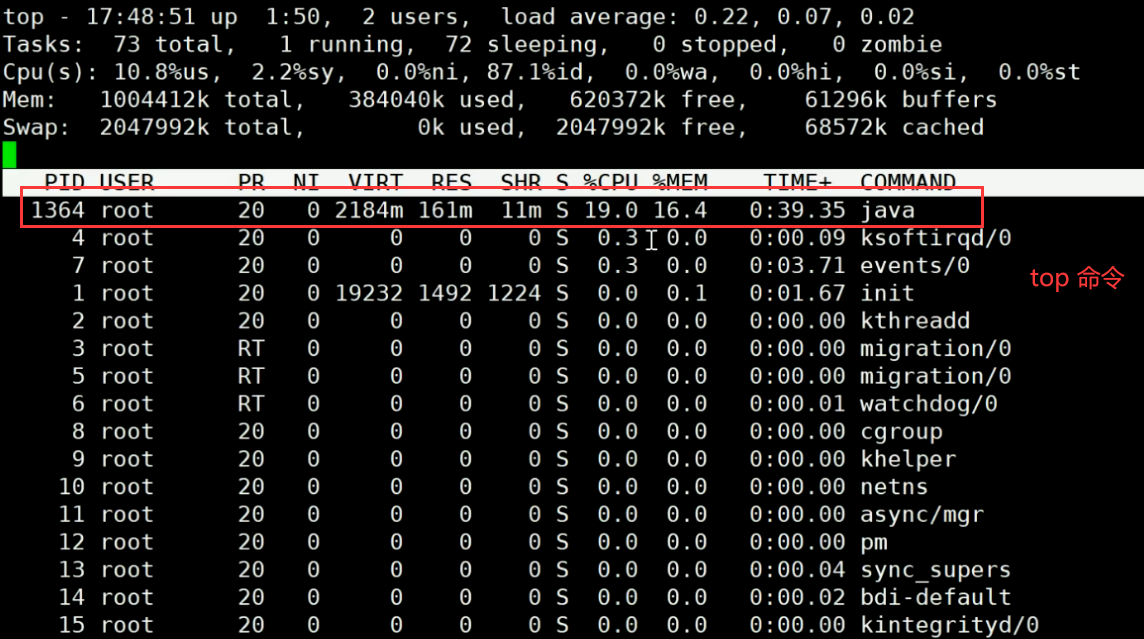 top - 17:48:51 up  1:50,  2 users,  load average: 0.22, 0.07, 0.02
Tasks:  73 total,   1 running,  72 sleeping,   0 stopped,   0 zombie
Cpu(s): 10.8%us,  2.2%sy,  0.0%ni, 87.1%id,  0.0%wa,  0.0%hi,  0.0%si,  0.0%st
Mem:   1004412k total,   384040k used,   620372k free,    61296k buffers
Swap:  2047992k total,        0k used,  2047992k free,    68572k cached
PID USER      PR  NI  VIRT  RES  SHR S %CPU %MEM    TIME+  COMMAND
1364 root      20   0 2184m 161m  11m S 19.0 16.4   0:39.35 java
4 root      20   0     0    0    0 S  0.3  0.0   0:00.09 ksoftirqd/0
7 root      20   0     0    0    0 S  0.3  0.0   0:03.71 events/0
top 命令
1 root      20   0 19232 1492 1224 S  0.0  0.1   0:01.67 init
2 root      20   0     0    0    0 S  0.0  0.0   0:00.00 kthreadd
3 root      RT   0     0    0    0 S  0.0  0.0   0:00.00 migration/0
5 root      RT   0     0    0    0 S  0.0  0.0   0:00.00 migration/0
6 root      RT   0     0    0    0 S  0.0  0.0   0:00.01 watchdog/0
8 root      20   0     0    0    0 S  0.0  0.0   0:00.00 cgroup
9 root      20   0     0    0    0 S  0.0  0.0   0:00.00 khelper
10 root      20   0     0    0    0 S  0.0  0.0   0:00.00 netns
11 root      20   0     0    0    0 S  0.0  0.0   0:00.00 async/mgr
12 root      20   0     0    0    0 S  0.0  0.0   0:00.00 pm
13 root      20   0     0    0    0 S  0.0  0.0   0:00.04 sync_supers
14 root      20   0     0    0    0 S  0.0  0.0   0:00.02 bdi-default
15 root      20   0     0    0    0 S  0.0  0.0   0:00.00 kintegrityd/0